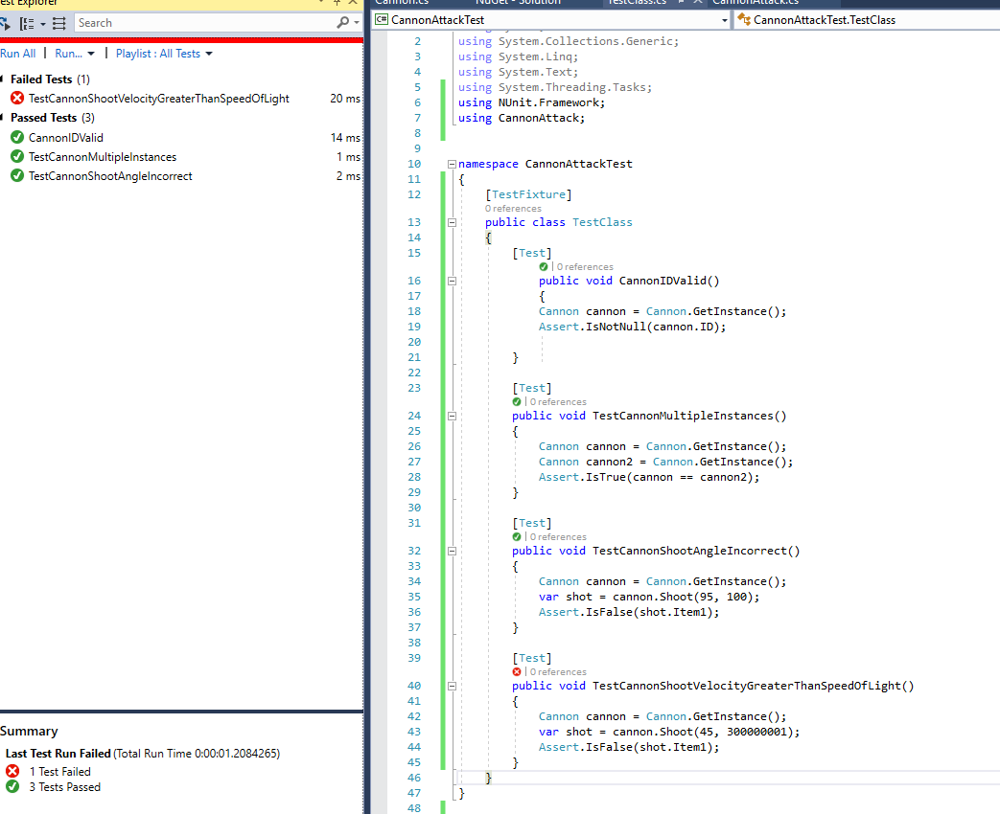 est Explorer
Search
Run All | Run... | Playlist : All Tests
Failed Tests (1)
TestCannonShootVelocityGreaterThanSpeedOfLight 20 ms
Passed Tests (3)
CannonIDValid 14 ms
TestCannonMultipleInstances 1 ms
TestCannonShootAngleIncorrect 2 ms
Summary
Last Test Run Failed (Total Run Time 0:00:01.2084265)
1 Test Failed
3 Tests Passed
Cannon.cs NuGet - Solution TestClass.cs CannonAttack.cs
C# CannonAttackTest CannonAttackTest.TestClass
2 using System.Collections.Generic;
3 using System.Linq;
4 using System.Text;
5 using System.Threading.Tasks;
6 using NUnit.Framework;
7 using CannonAttack;
8
9
10 namespace CannonAttackTest
11 {
12 [TestFixture]
0 references
13 public class TestClass
14 {
15 [Test]
| 0 references
16 public void CannonIDValid()
17 {
18 Cannon cannon = Cannon.GetInstance();
19 Assert.IsNotNull(cannon.ID);
20
21 }
22
23 [Test]
| 0 references
24 public void TestCannonMultipleInstances()
25 {
26 Cannon cannon = Cannon.GetInstance();
27 Cannon cannon2 = Cannon.GetInstance();
28 Assert.IsTrue(cannon == cannon2);
29 }
30
31 [Test]
| 0 references
32 public void TestCannonShootAngleIncorrect()
33 {
34 Cannon cannon = Cannon.GetInstance();
35 var shot = cannon.Shoot(95, 100);
36 Assert.IsFalse(shot.Item1);
37 }
38
39 [Test]
| 0 references
40 public void TestCannonShootVelocityGreaterThanSpeedOfLight()
41 {
42 Cannon cannon = Cannon.GetInstance();
43 var shot = cannon.Shoot(45, 300000001);
44 Assert.IsFalse(shot.Item1);
45 }
46 }
47 }
48